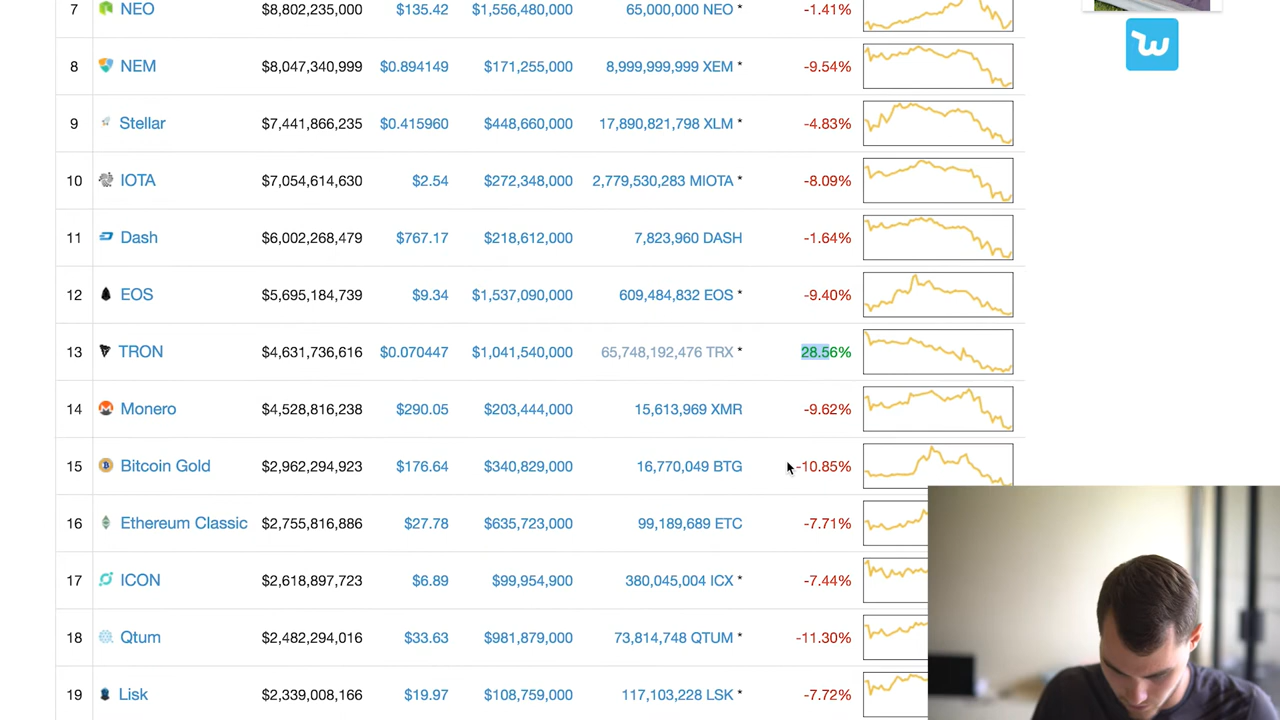 7 NEO $8,802,235,000 $135.42 $1,556,480,000 65,000,000 NEO * -1.41%
8 NEM $8,047,340,999 $0.894149 $171,255,000 8,999,999,999 XEM * -9.54%
9 Stellar $7,441,866,235 $0.415960 $448,660,000 17,890,821,798 XLM * -4.83%
10 IOTA $7,054,614,630 $2.54 $272,348,000 2,779,530,283 MIOTA * -8.09%
11 Dash $6,002,268,479 $767.17 $218,612,000 7,823,960 DASH -1.64%
12 EOS $5,695,184,739 $9.34 $1,537,090,000 609,484,832 EOS * -9.40%
13 TRON $4,631,736,616 $0.070447 $1,041,540,000 65,748,192,476 TRX * 28.56%
14 Monero $4,528,816,238 $290.05 $203,444,000 15,613,969 XMR -9.62%
15 Bitcoin Gold $2,962,294,923 $176.64 $340,829,000 16,770,049 BTG -10.85%
16 Ethereum Classic $2,755,816,886 $27.78 $635,723,000 99,189,689 ETC -7.71%
17 ICON $2,618,897,723 $6.89 $99,954,900 380,045,004 ICX * -7.44%
18 Qtum $2,482,294,016 $33.63 $981,879,000 73,814,748 QTUM * -11.30%
19 Lisk $2,339,008,166 $19.97 $108,759,000 117,103,228 LSK * -7.72%